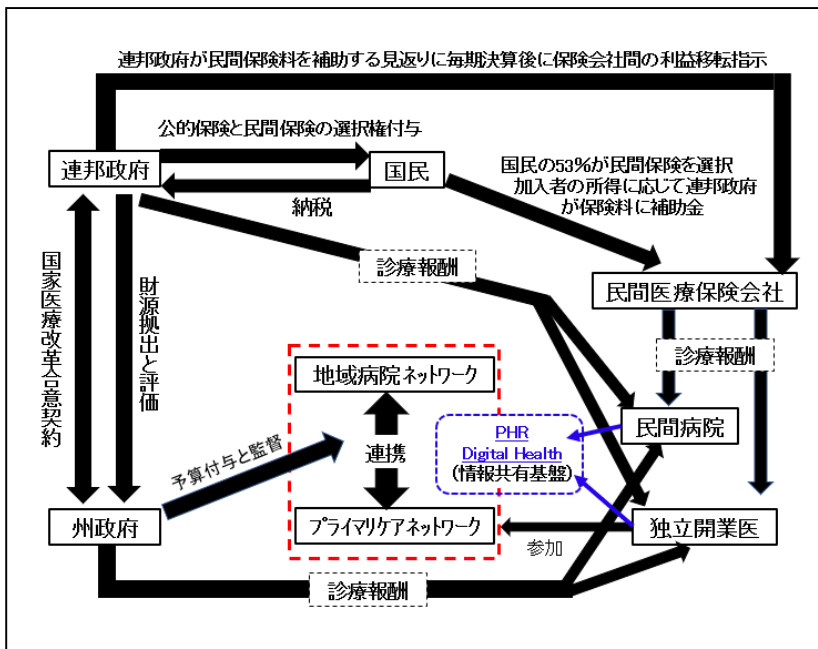 連邦政府が民間保険料を補助する見返りに毎期決算後に保険会社間の利益移転指示
公的保険と民間保険の選択権付与
連邦政府
国民
国民の53%が民間保険を選択
加入者の所得に応じて連邦政府
が保険料に補助金
納税
診療報酬
民間医療保険会社
国家医療改革合意契約
財源拠出と評価
診療報酬
地域病院ネットワーク
PHR
Digital Health
(情報共有基盤)
民間病院
連携
予算付与と監督
州政府
プライマリケアネットワーク
参加
独立開業医
診療報酬